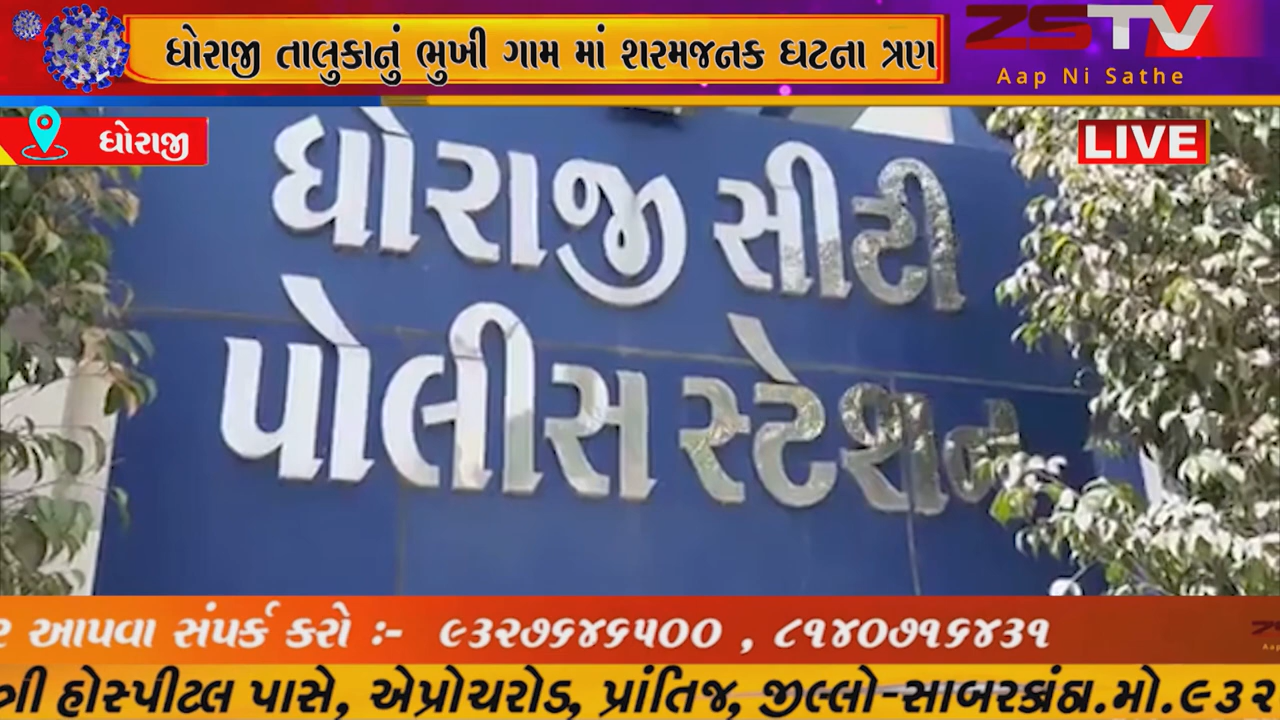 ધોરાજી તાલુકાનું ભુખી ગામ માં શરમજનક ઘટના ત્રણ
ZSTV
Aap Ni Sathe
ધોરાજી
LIVE
ધોરાજી સીટી
પોલીસ સ્ટેશન
આપવા સંપર્ક કરો :- ૯૩૨૭૬૪૬૫૦૦ , ૮૧૪૦૭૧૬૪૩૧
હોસ્પીટલ પાસે, એપ્રોચરોડ, પ્રાંતિજ, જીલ્લો-સાબરકાંઠા.મો.૯૩૨